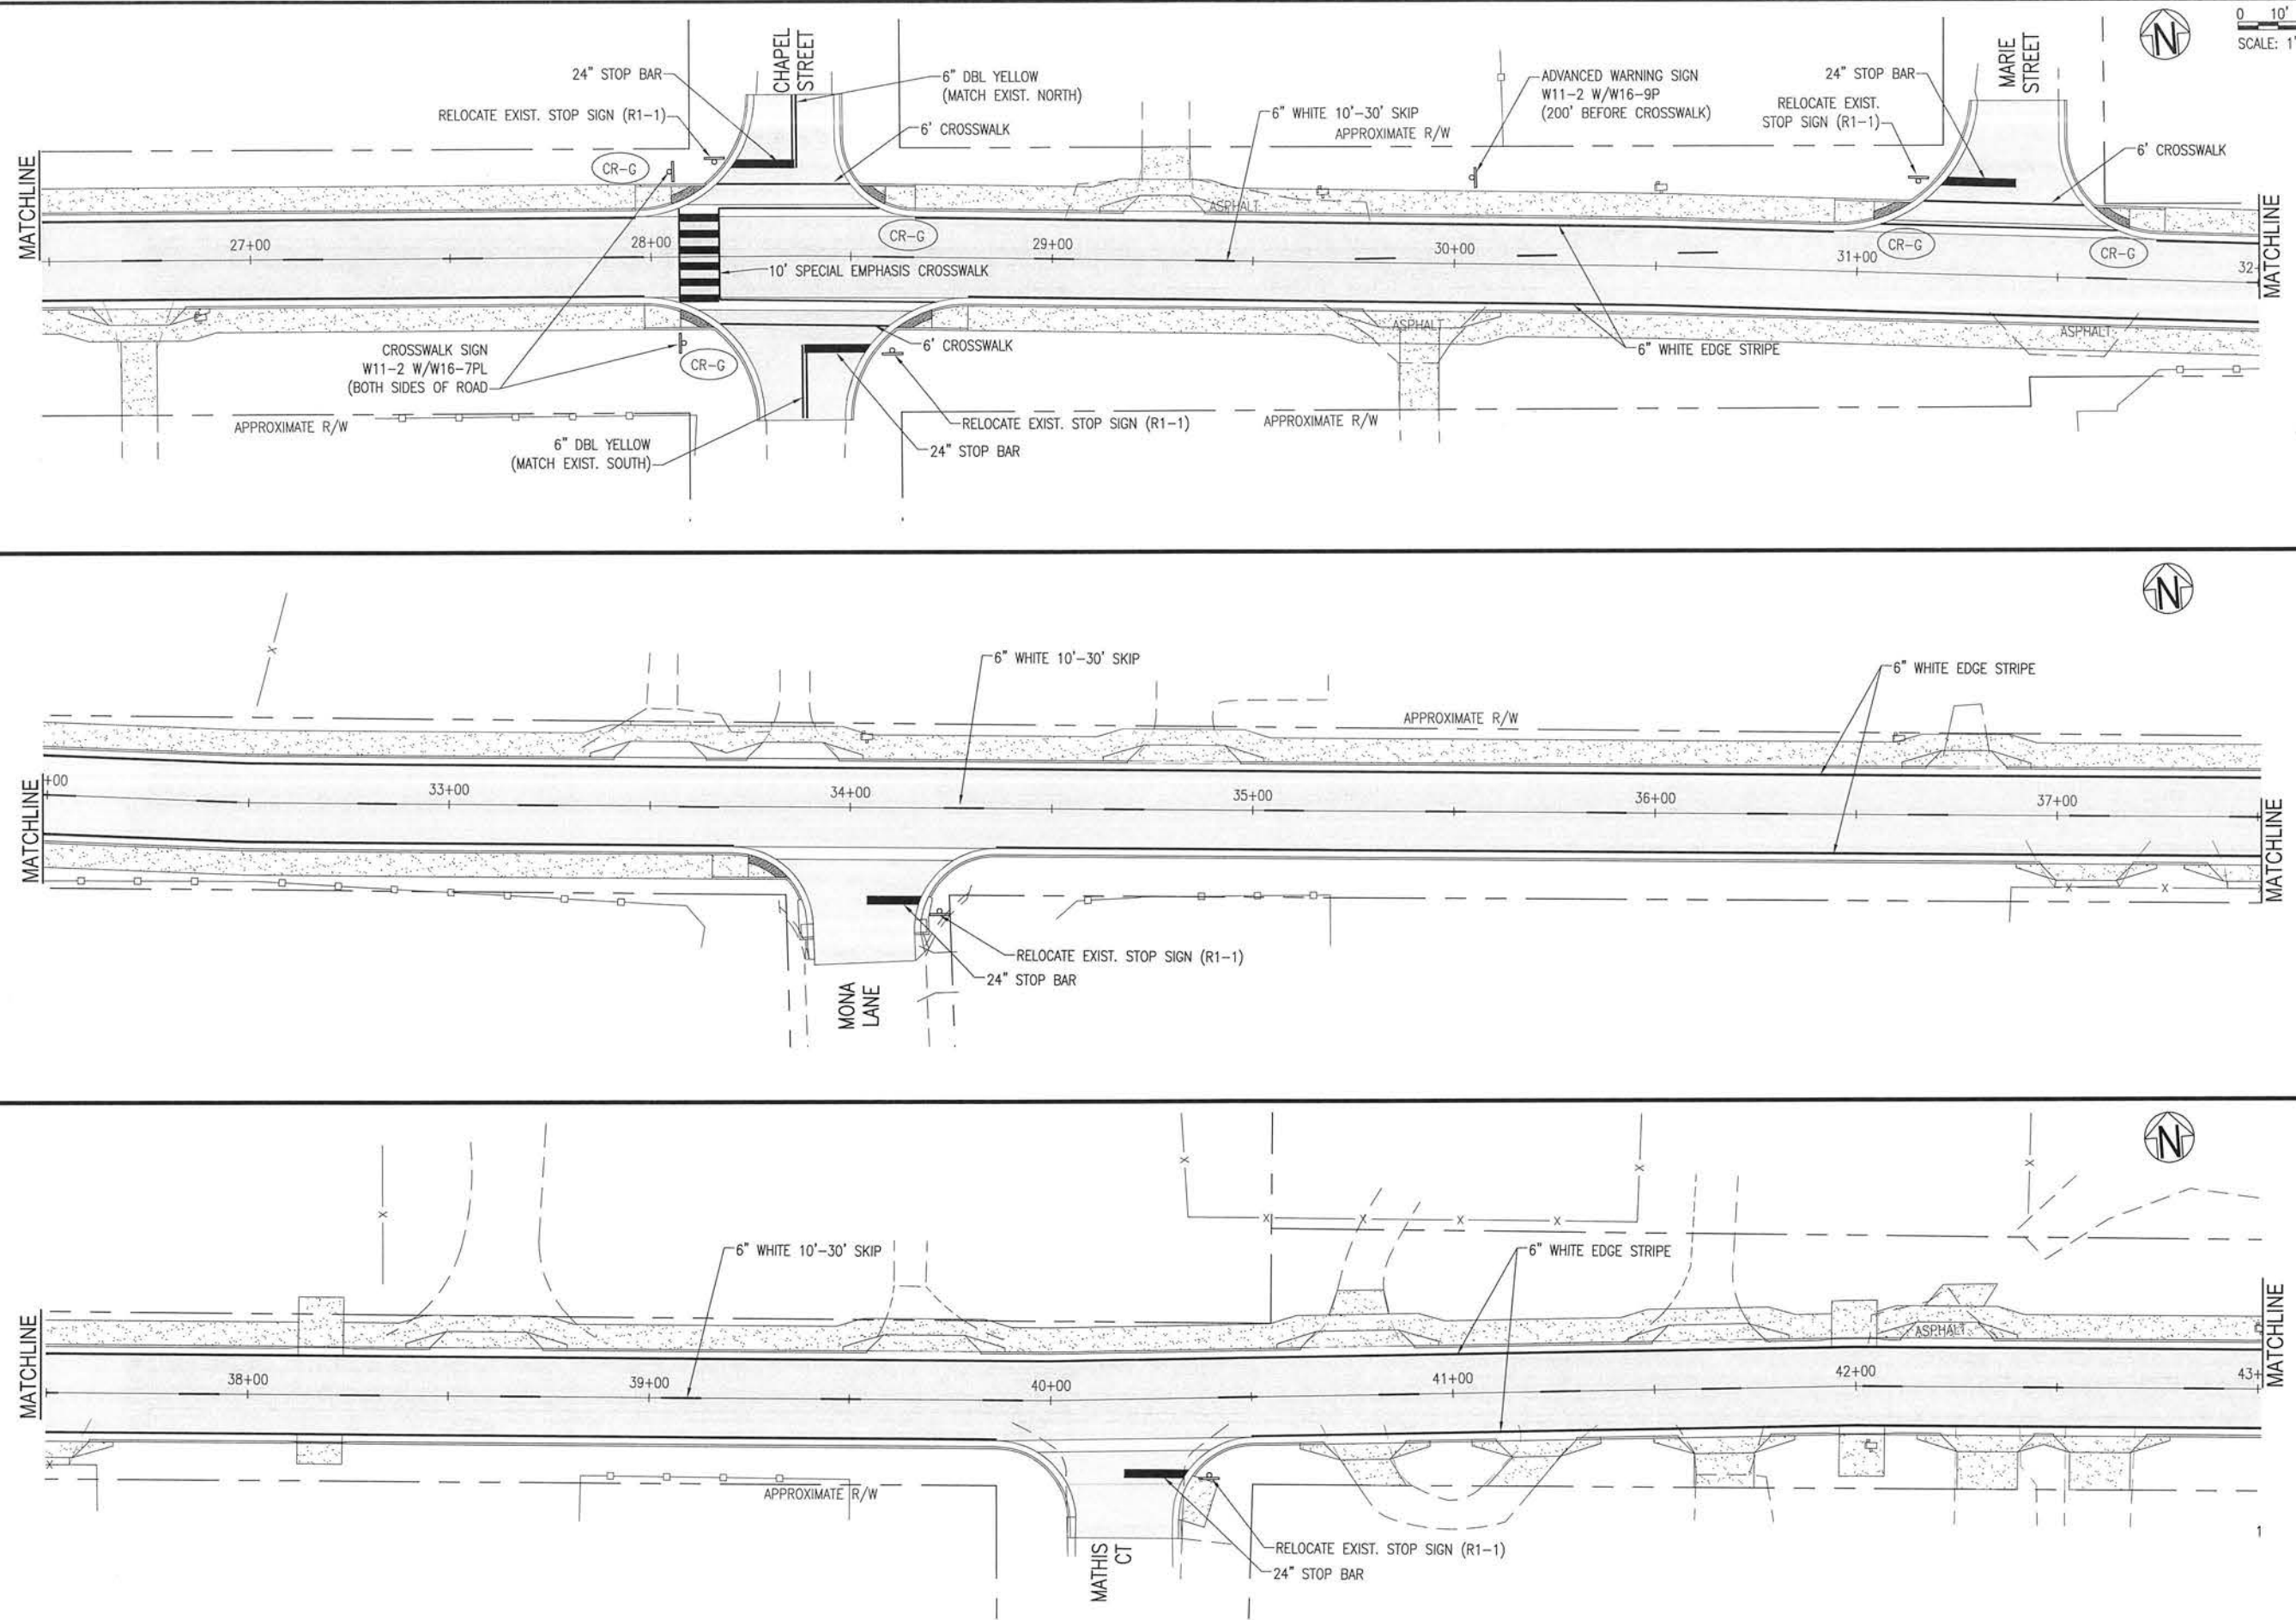 0 10'
SCALE: 1"
N
CHAPEL
STREET
MARIE
STREET
24" STOP BAR
6" DBL YELLOW
(MATCH EXIST. NORTH)
RELOCATE EXIST. STOP SIGN (R1-1)
6' CROSSWALK
6" WHITE 10'-30' SKIP
APPROXIMATE R/W
ADVANCED WARNING SIGN
W11-2 W/W16-9P
(200' BEFORE CROSSWALK)
24" STOP BAR
RELOCATE EXIST.
STOP SIGN (R1-1)
6' CROSSWALK
MATCHLINE
CR-G
ASPHALT
MATCHLINE
27+00
28+00
CR-G
29+00
30+00
31+00
CR-G
CR-G
32+
10' SPECIAL EMPHASIS CROSSWALK
CROSSWALK SIGN
W11-2 W/W16-7PL
(BOTH SIDES OF ROAD
CR-G
6' CROSSWALK
ASPHALT
6" WHITE EDGE STRIPE
ASPHALT
APPROXIMATE R/W
6" DBL YELLOW
(MATCH EXIST. SOUTH)
RELOCATE EXIST. STOP SIGN (R1-1)
24" STOP BAR
APPROXIMATE R/W
N
X
6" WHITE 10'-30' SKIP
6" WHITE EDGE STRIPE
APPROXIMATE R/W
MATCHLINE
+00
33+00
34+00
35+00
36+00
37+00
MATCHLINE
X
X
RELOCATE EXIST. STOP SIGN (R1-1)
24" STOP BAR
MONA
LANE
N
X
X
X
X
X
X
X
X
X
6" WHITE 10'-30' SKIP
6" WHITE EDGE STRIPE
MATCHLINE
ASPHALT
MATCHLINE
38+00
39+00
40+00
41+00
42+00
43+
X
APPROXIMATE R/W
RELOCATE EXIST. STOP SIGN (R1-1)
24" STOP BAR
MATHIS
CT
1